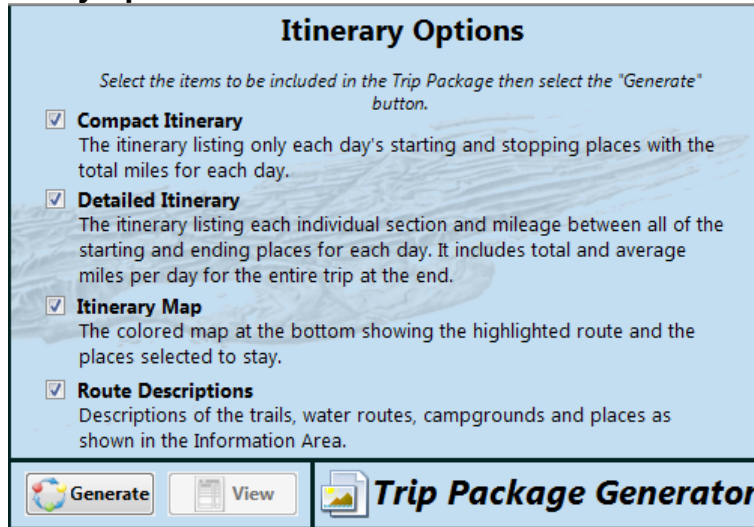 Itinerary Options
Select the items to be included in the Trip Package then select the "Generate"
button.
Compact Itinerary
The itinerary listing only each day's starting and stopping places with the
total miles for each day.
Detailed Itinerary
The itinerary listing each individual section and mileage between all of the
starting and ending places for each day. It includes total and average
miles per day for the entire trip at the end.
Itinerary Map
The colored map at the bottom showing the highlighted route and the
places selected to stay.
Route Descriptions
Descriptions of the trails, water routes, campgrounds and places as
shown in the Information Area.
Generate View Trip Package Generator